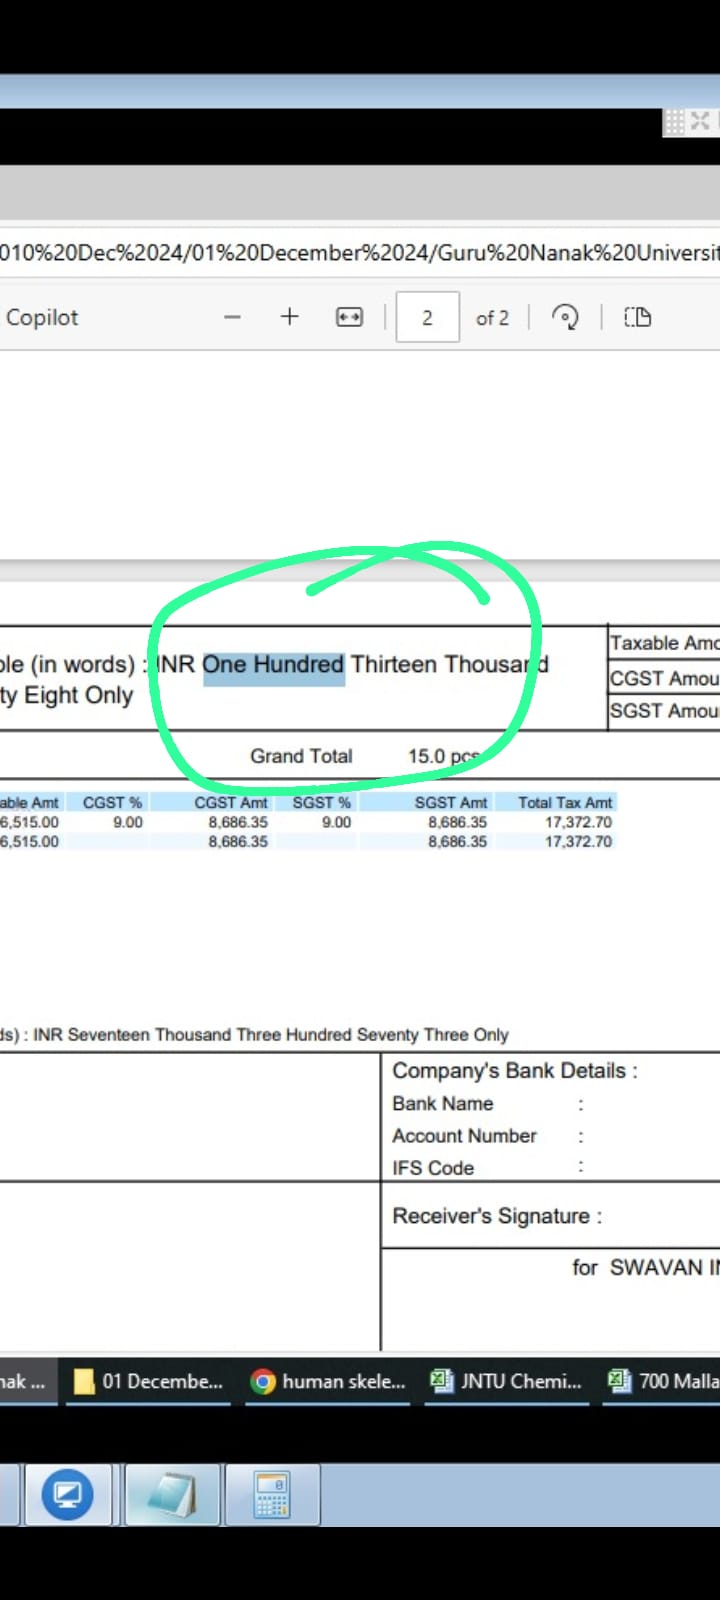 010%20Dec%2024/01%20December%2024/Guru%20Nanak%20Universit
Copilot
2 of 2
ble (in words) : INR One Hundred Thirteen Thousand
ty Eight Only
Taxable Amo
CGST Amou
SGST Amou
Grand Total 15.0 pcs
able Amt CGST % CGST Amt SGST % SGST Amt Total Tax Amt
6,515.00 9.00 8,686.35 9.00 8,686.35 17,372.70
6,515.00 8,686.35 8,686.35 17,372.70
ds) : INR Seventeen Thousand Three Hundred Seventy Three Only
Company's Bank Details :
Bank Name :
Account Number :
IFS Code :
Receiver's Signature :
for SWAVAN IN
nak ... 01 Decembe... human skele... JNTU Chemi... 700 Malla